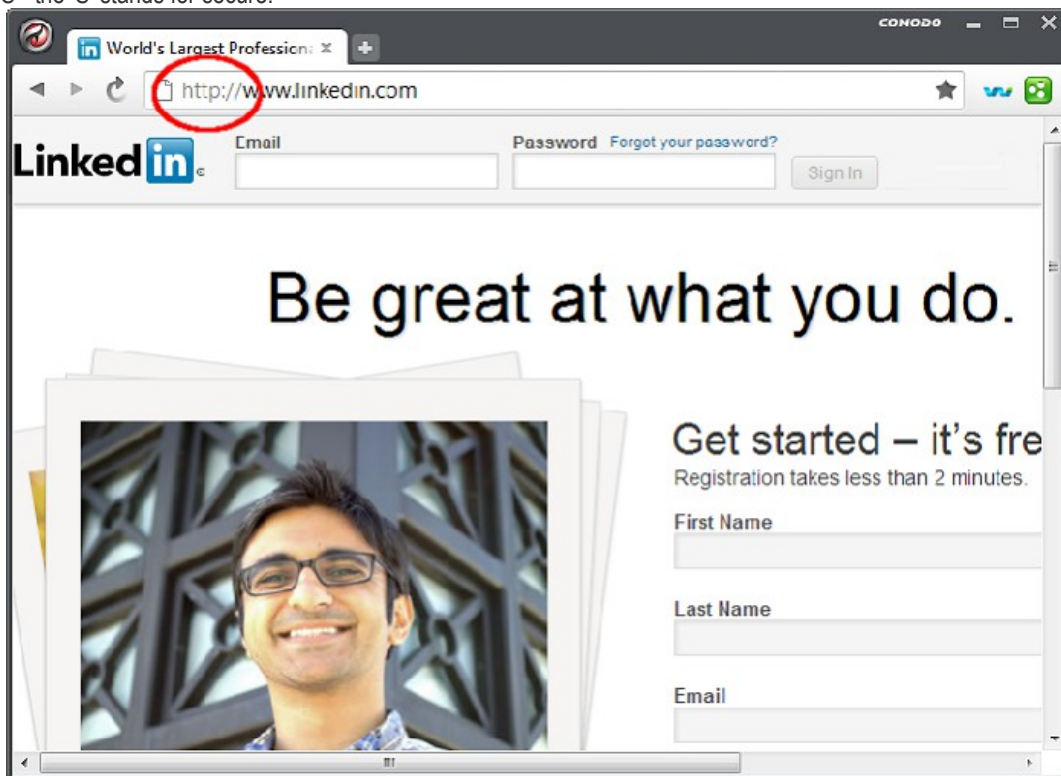 the 'S' stands for secure.
COMODO
World's Largest Professiona
http://www.linkedin.com
Linked in
Email
Password Forgot your password?
Sign In
Be great at what you do.
Get started – it's fre
Registration takes less than 2 minutes.
First Name
Last Name
Email